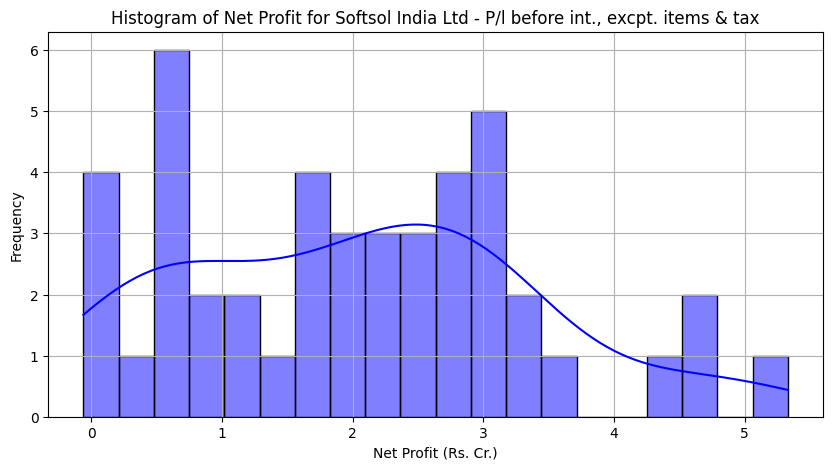 Histogram of Net Profit for Softsol India Ltd - P/l before int., excpt. items & tax
6
5
4
3
2
1
0
Frequency
0 1 2 3 4 5
Net Profit (Rs. Cr.)